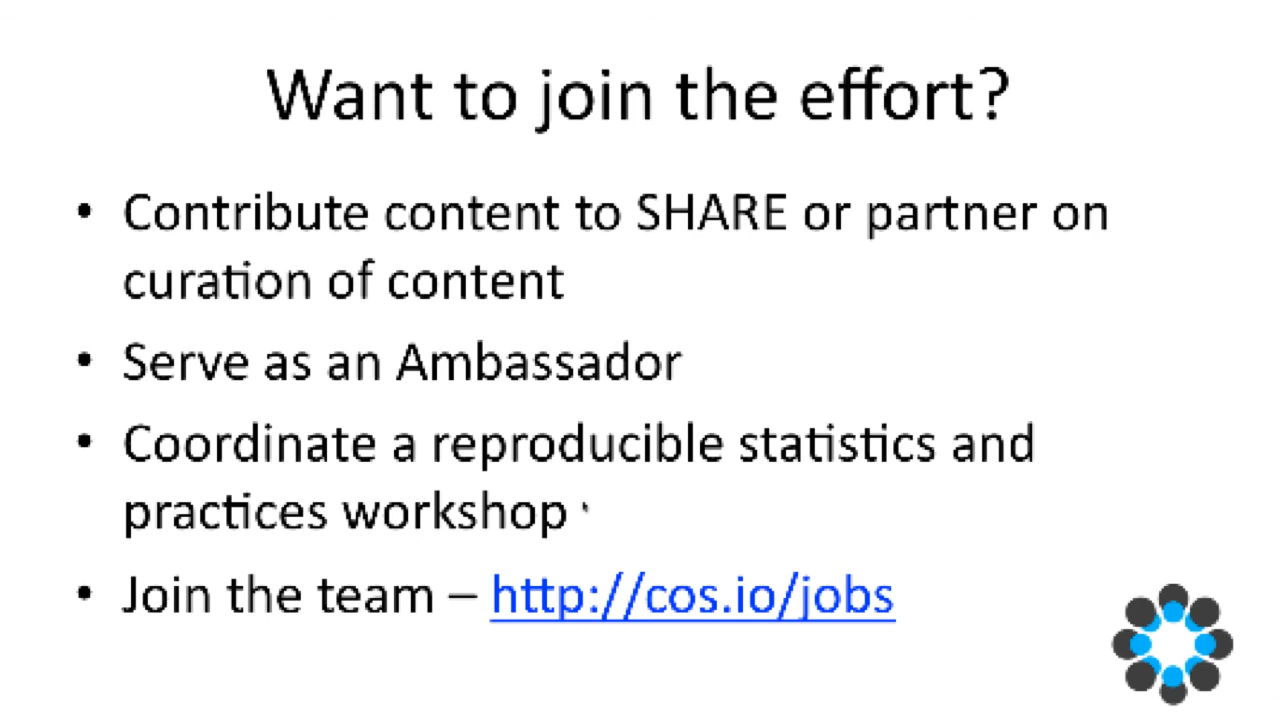 Want to join the effort?
• Contribute content to SHARE or partner on
curation of content
• Serve as an Ambassador
• Coordinate a reproducible statistics and
practices workshop
• Join the team – http://cos.io/jobs